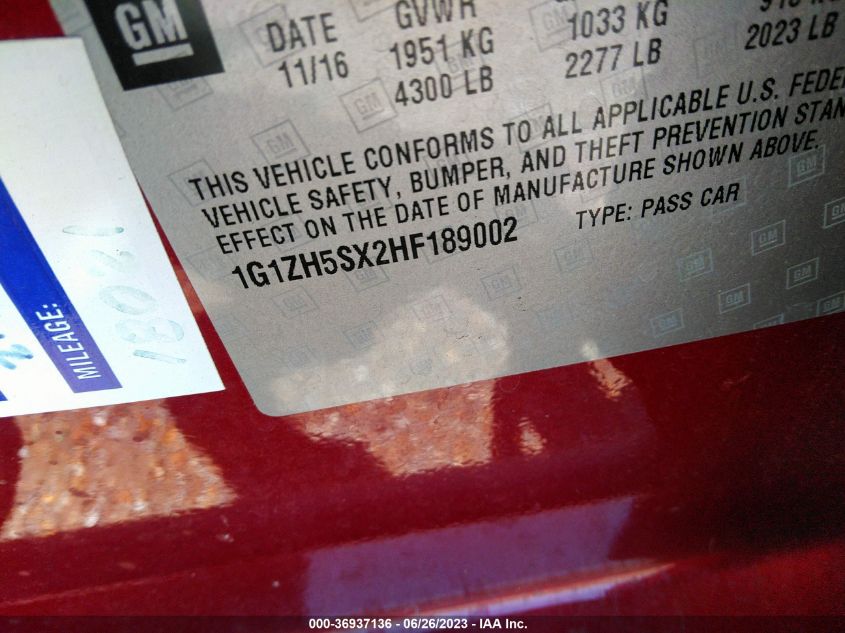 GM
DATE GVWR
11/16 1951 KG 1033 KG
4300 LB 2277 LB 2023 LB
THIS VEHICLE CONFORMS TO ALL APPLICABLE U.S. FEDE
VEHICLE SAFETY, BUMPER, AND THEFT PREVENTION STAN
EFFECT ON THE DATE OF MANUFACTURE SHOWN ABOVE.
1G1ZH5SX2HF189002 TYPE: PASS CAR
MILEAGE:
000-36937136 - 06/26/2023 - IAA Inc.